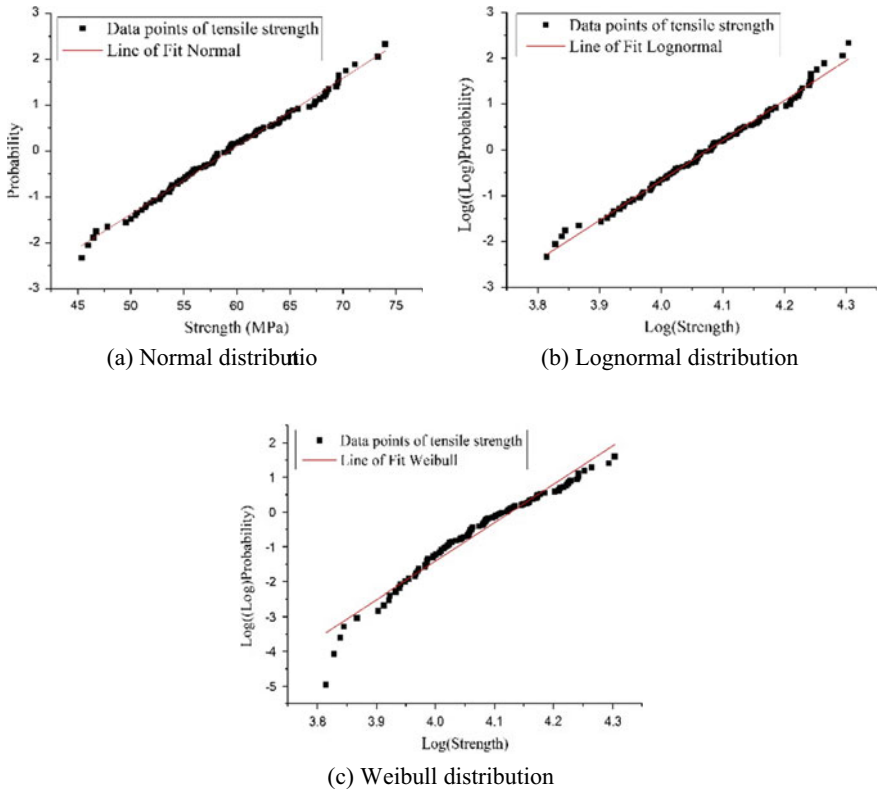 Data points of tensile strength
Line of Fit Normal
3
2
1
0
-1
-2
-3
Probability
45 50 55 60 65 70 75
Strength (MPa)
(a) Normal distributio
Data points of tensile strength
Line of Fit Lognormal
3
2
1
0
-1
-2
-3
Log((Log)Probability)
3.8 3.9 4.0 4.1 4.2 4.3
Log(Strength)
(b) Lognormal distribution
Data points of tensile strength
Line of Fit Weibull
2
1
0
-1
-2
-3
-4
-5
Log((Log)Probability)
3.8 3.9 4.0 4.1 4.2 4.3
Log(Strength)
(c) Weibull distribution